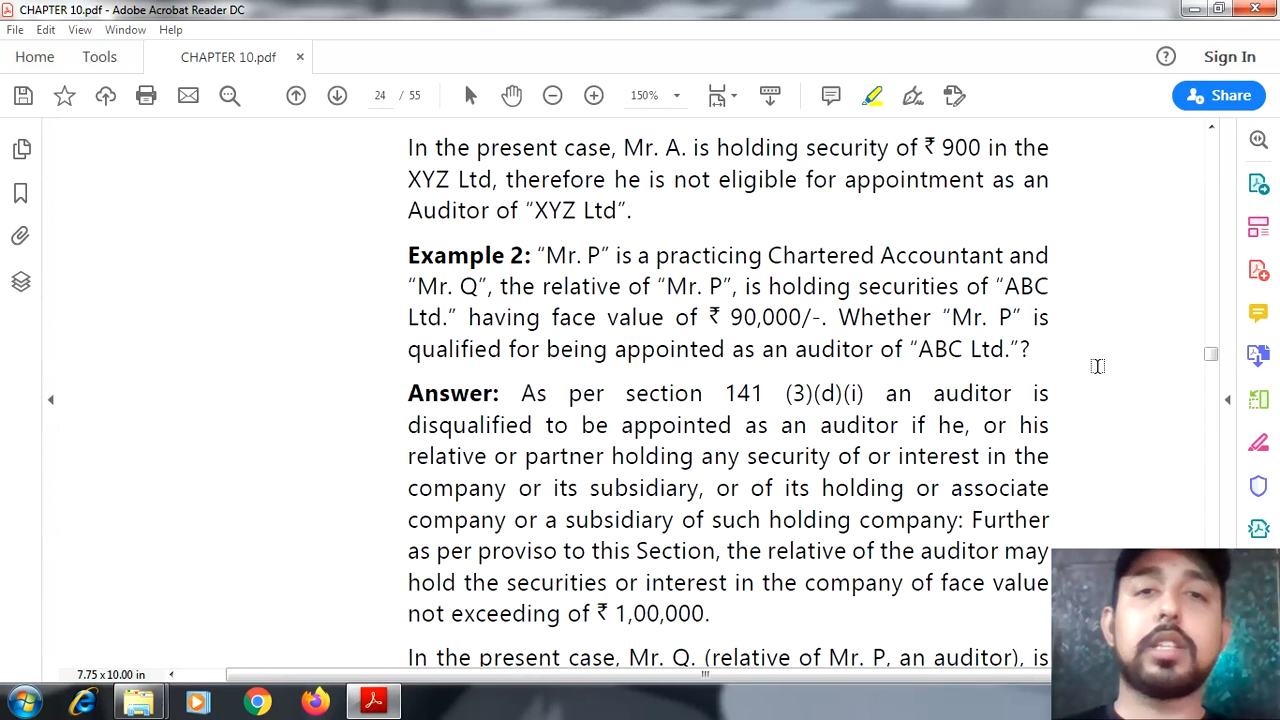 CHAPTER 10.pdf - Adobe Acrobat Reader DC
File Edit View Window Help
Home Tools CHAPTER 10.pdf × ? Sign In
24 / 55 150% Share
In the present case, Mr. A. is holding security of ₹ 900 in the
XYZ Ltd, therefore he is not eligible for appointment as an
Auditor of “XYZ Ltd”.
Example 2: “Mr. P” is a practicing Chartered Accountant and
“Mr. Q”, the relative of “Mr. P”, is holding securities of “ABC
Ltd.” having face value of ₹ 90,000/-. Whether “Mr. P” is
qualified for being appointed as an auditor of “ABC Ltd.”?
Answer: As per section 141 (3)(d)(i) an auditor is
disqualified to be appointed as an auditor if he, or his
relative or partner holding any security of or interest in the
company or its subsidiary, or of its holding or associate
company or a subsidiary of such holding company: Further
as per proviso to this Section, the relative of the auditor may
hold the securities or interest in the company of face value
not exceeding of ₹ 1,00,000.
In the present case, Mr. Q. (relative of Mr. P, an auditor), is
7.75 x 10.00 in